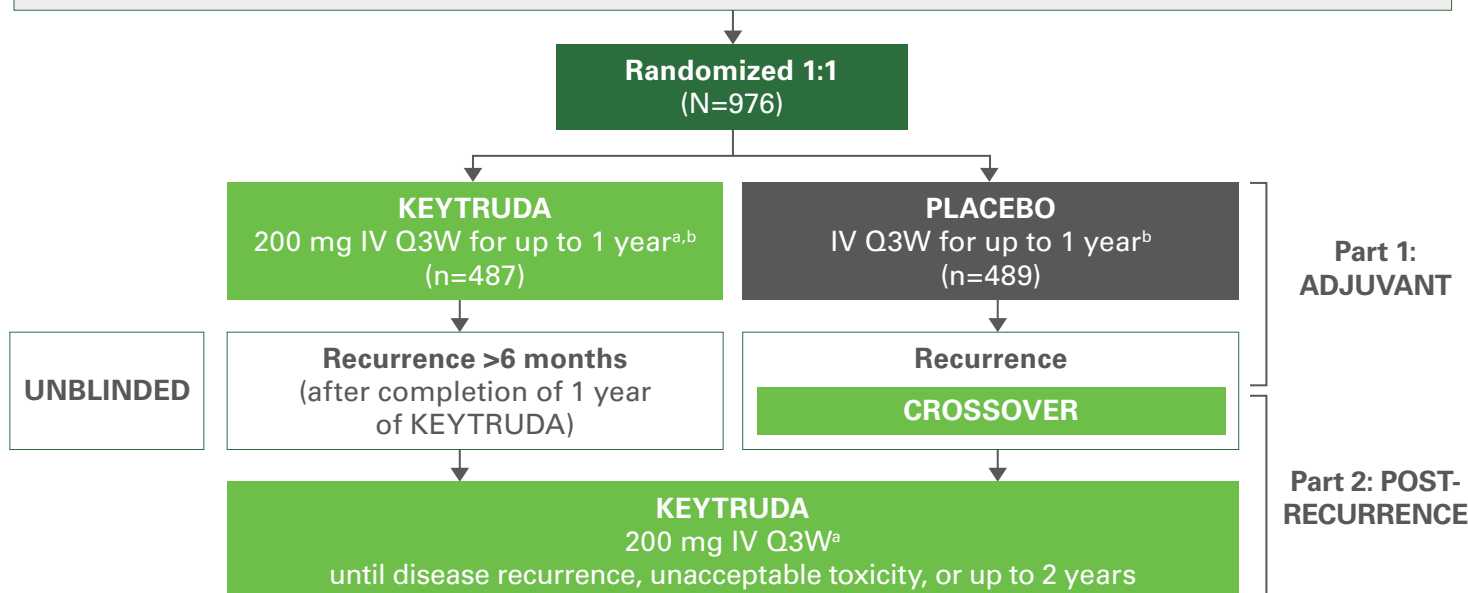 Randomized 1:1
(N=976)
KEYTRUDA
200 mg IV Q3W for up to 1 yearᵃ,ᵇ
(n=487)
PLACEBO
IV Q3W for up to 1 yearᵇ
(n=489)
Part 1:
ADJUVANT
UNBLINDED
Recurrence >6 months
(after completion of 1 year
of KEYTRUDA)
Recurrence
CROSSOVER
Part 2: POST-
RECURRENCE
KEYTRUDA
200 mg IV Q3Wᵃ
until disease recurrence, unacceptable toxicity, or up to 2 years